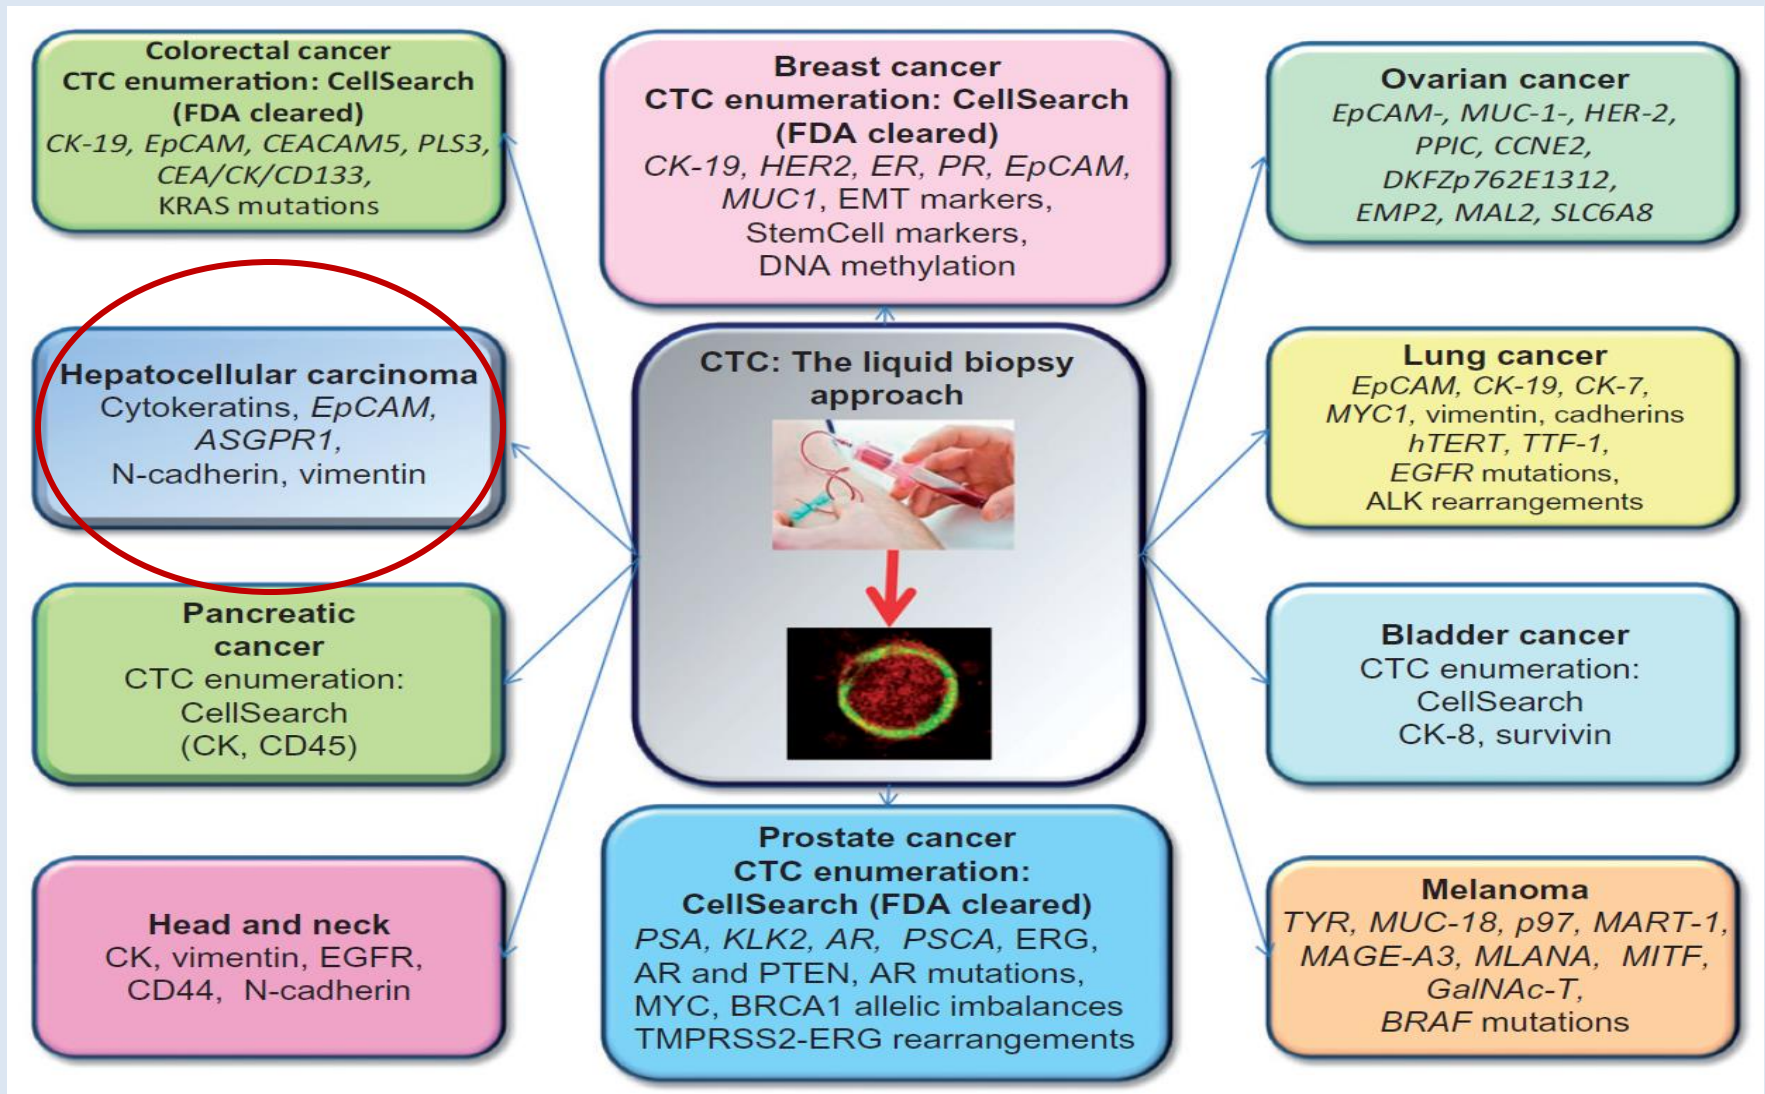 Colorectal cancer
CTC enumeration: CellSearch
(FDA cleared)
CK-19, EpCAM, CEACAM5, PLS3,
CEA/CK/CD133,
KRAS mutations
Breast cancer
CTC enumeration: CellSearch
(FDA cleared)
CK-19, HER2, ER, PR, EpCAM,
MUC1, EMT markers,
StemCell markers,
DNA methylation
Ovarian cancer
EpCAM-, MUC-1-, HER-2,
PPIC, CCNE2,
DKFZp762E1312,
EMP2, MAL2, SLC6A8
Hepatocellular carcinoma
Cytokeratins, EpCAM,
ASGPR1,
N-cadherin, vimentin
CTC: The liquid biopsy
approach
Lung cancer
EpCAM, CK-19, CK-7,
MYC1, vimentin, cadherins
hTERT, TTF-1,
EGFR mutations,
ALK rearrangements
Pancreatic
cancer
CTC enumeration:
CellSearch
(CK, CD45)
Bladder cancer
CTC enumeration:
CellSearch
CK-8, survivin
Head and neck
CK, vimentin, EGFR,
CD44, N-cadherin
Prostate cancer
CTC enumeration:
CellSearch (FDA cleared)
PSA, KLK2, AR, PSCA, ERG,
AR and PTEN, AR mutations,
MYC, BRCA1 allelic imbalances
TMPRSS2-ERG rearrangements
Melanoma
TYR, MUC-18, p97, MART-1,
MAGE-A3, MLANA, MITF,
GalNAc-T,
BRAF mutations